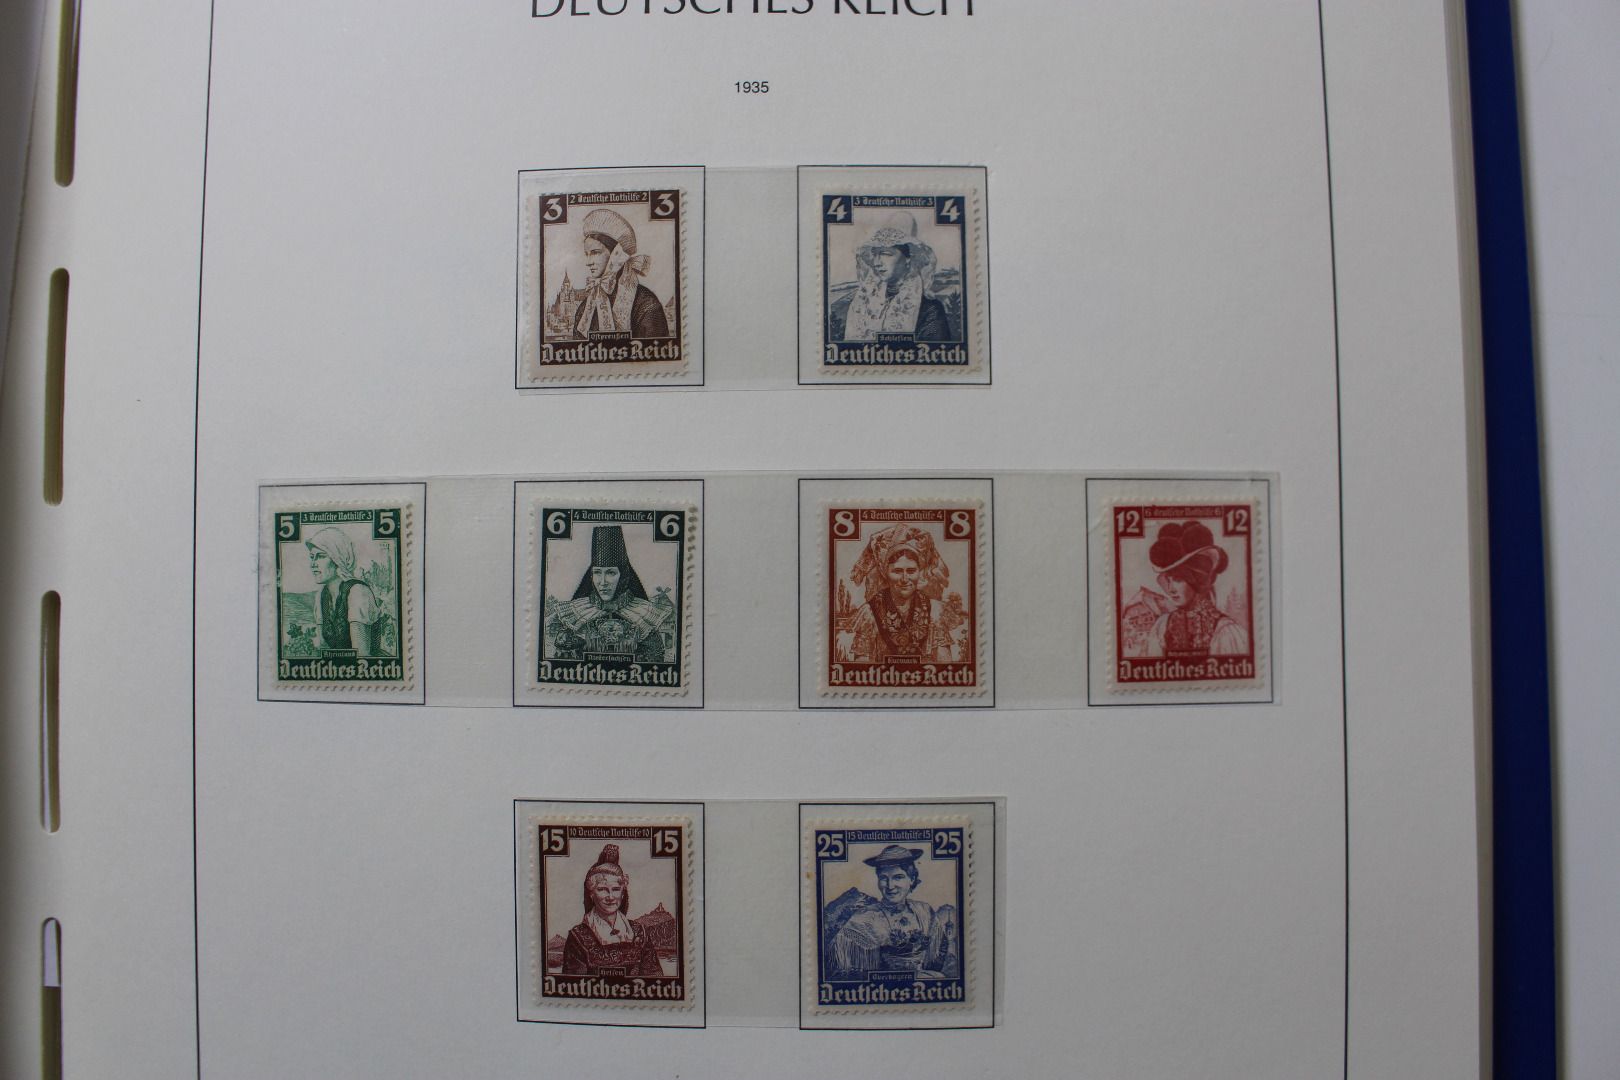 DEUTSCHES REICH
1935
3 2 Deutsche Nothilfe 2 3
Ostpreußen
Deutsches Reich
4 3 Deutsche Nothilfe 3 4
Schlesien
Deutsches Reich
5 3 Deutsche Nothilfe 3 5
Rheinland
Deutsches Reich
6 4 Deutsche Nothilfe 4 6
Niedersachsen
Deutsches Reich
8 4 Deutsche Nothilfe 4 8
Kurmark
Deutsches Reich
12 6 Deutsche Nothilfe 6 12
Deutsches Reich
15 10 Deutsche Nothilfe 10 15
Hessen
Deutsches Reich
25 15 Deutsche Nothilfe 15 25
Oberbayern
Deutsches Reich